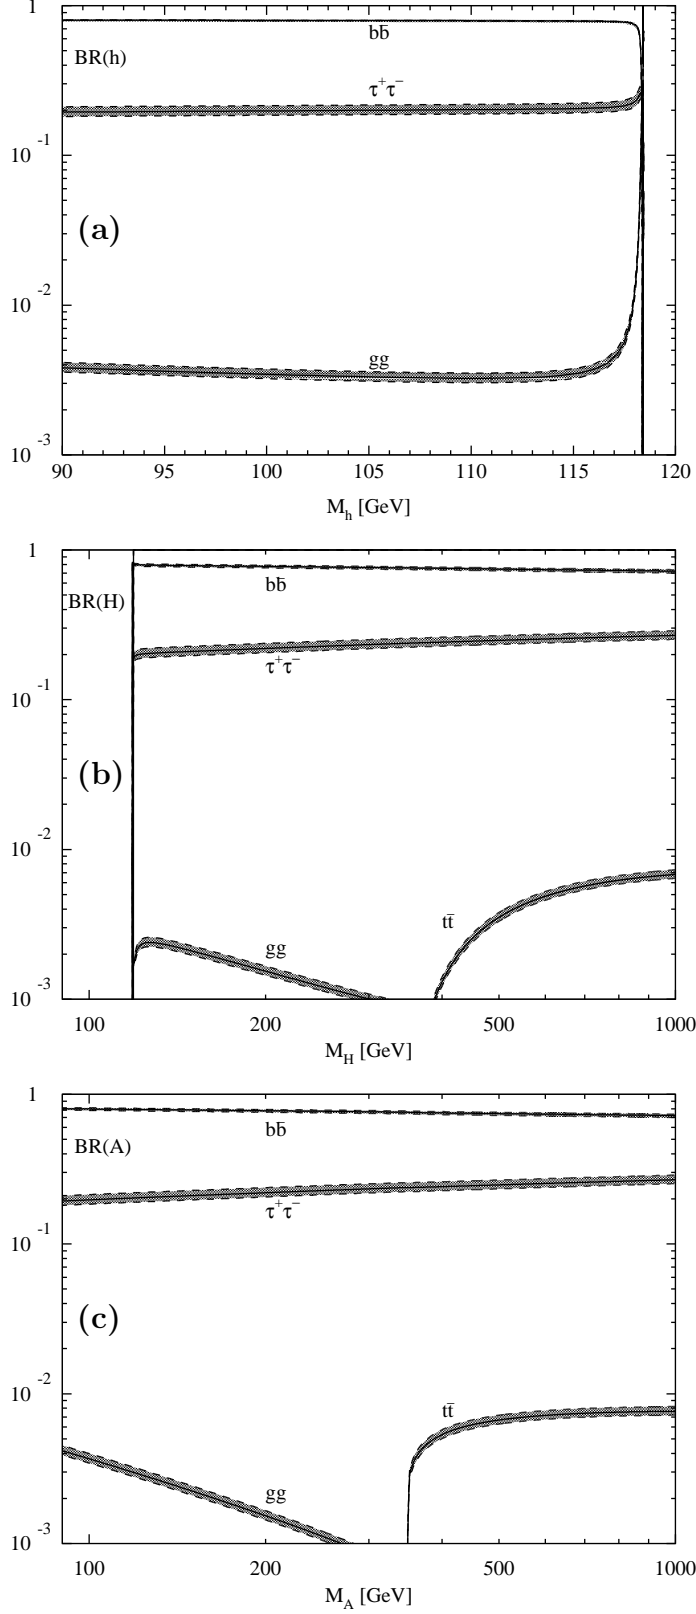 1
bb̄
BR(h)
τ⁺τ⁻
10⁻¹
(a)
10⁻²
gg
10⁻³
90 95 100 105 110 115 120
M_h [GeV]
1
bb̄
BR(H)
τ⁺τ⁻
10⁻¹
(b)
10⁻²
tt̄
gg
10⁻³
100 200 500 1000
M_H [GeV]
1
bb̄
BR(A)
τ⁺τ⁻
10⁻¹
(c)
10⁻²
tt̄
gg
10⁻³
100 200 500 1000
M_A [GeV]